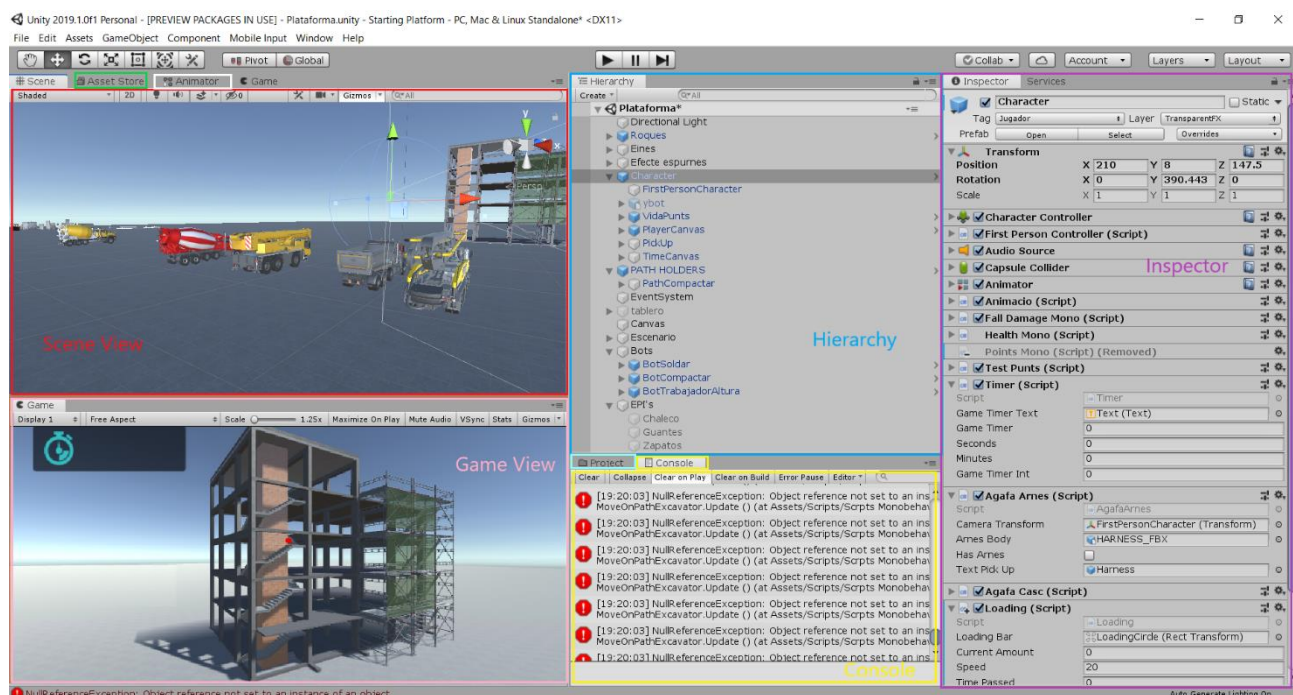 Unity 2019.1.0f1 Personal - [PREVIEW PACKAGES IN USE] - Plataforma.unity - Starting Platform - PC, Mac & Linux Standalone* <DX11>
File Edit Assets GameObject Component Mobile Input Window Help
Pivot Global
Collab Account Layers Layout
Scene Asset Store Animator Game
Shaded 2D 0 Gizmos All
Persp
Scene View
Game
Display 1 Free Aspect Scale 1.25x Maximize On Play Mute Audio VSync Stats Gizmos
Game View
Hierarchy
Create All
Plataforma*
Directional Light
Roques
Eines
Efecte espurnes
Character
FirstPersonCharacter
ybot
VidaPunts
PlayerCanvas
PickUp
TimeCanvas
PATH HOLDERS
PathCompactar
EventSystem
tablero
Canvas
Escenario
Hierarchy
Bots
BotSoldar
BotCompactar
BotTrabajadorAltura
EPI's
Chaleco
Guantes
Zapatos
Project Console
Clear Collapse Clear on Play Clear on Build Error Pause Editor
[19:20:03] NullReferenceException: Object reference not set to an ins
MoveOnPathExcavator.Update () (at Assets/Scripts/Scrpts Monobehav
[19:20:03] NullReferenceException: Object reference not set to an ins
MoveOnPathExcavator.Update () (at Assets/Scripts/Scrpts Monobehav
[19:20:03] NullReferenceException: Object reference not set to an ins
MoveOnPathExcavator.Update () (at Assets/Scripts/Scrpts Monobehav
[19:20:03] NullReferenceException: Object reference not set to an ins
MoveOnPathExcavator.Update () (at Assets/Scripts/Scrpts Monobehav
[19:20:03] NullReferenceException: Object reference not set to an ins
MoveOnPathExcavator.Update () (at Assets/Scripts/Scrpts Monobehav
[19:20:03] NullReferenceException: Object reference not set to an ins
MoveOnPathExcavator.Update () (at Assets/Scripts/Scrpts Monobehav
[19:20:03] NullReferenceException: Object reference not set to an ins
Console
Inspector Services
Character Static
Tag Jugador Layer TransparentFX
Prefab Open Select Overrides
Transform
Position X 210 Y 8 Z 147.5
Rotation X 0 Y 390.443 Z 0
Scale X 1 Y 1 Z 1
Character Controller
First Person Controller (Script)
Audio Source
Capsule Collider
Inspector
Animator
Animacio (Script)
Fall Damage Mono (Script)
Health Mono (Script)
Points Mono (Script) (Removed)
Test Punts (Script)
Timer (Script)
Script Timer
Game Timer Text Text (Text)
Game Timer 0
Seconds 0
Minutes 0
Game Timer Int 0
Agafa Arnes (Script)
Script AgafaArnes
Camera Transform FirstPersonCharacter (Transform)
Arnes Body HARNESS_FBX
Has Arnes
Text Pick Up Harness
Agafa Casc (Script)
Loading (Script)
Script Loading
Loading Bar LoadingCircle (Rect Transform)
Current Amount 0
Speed 20
Time Passed 0
NullReferenceException: Object reference not set to an instance of an object
Auto Generate Lighting On